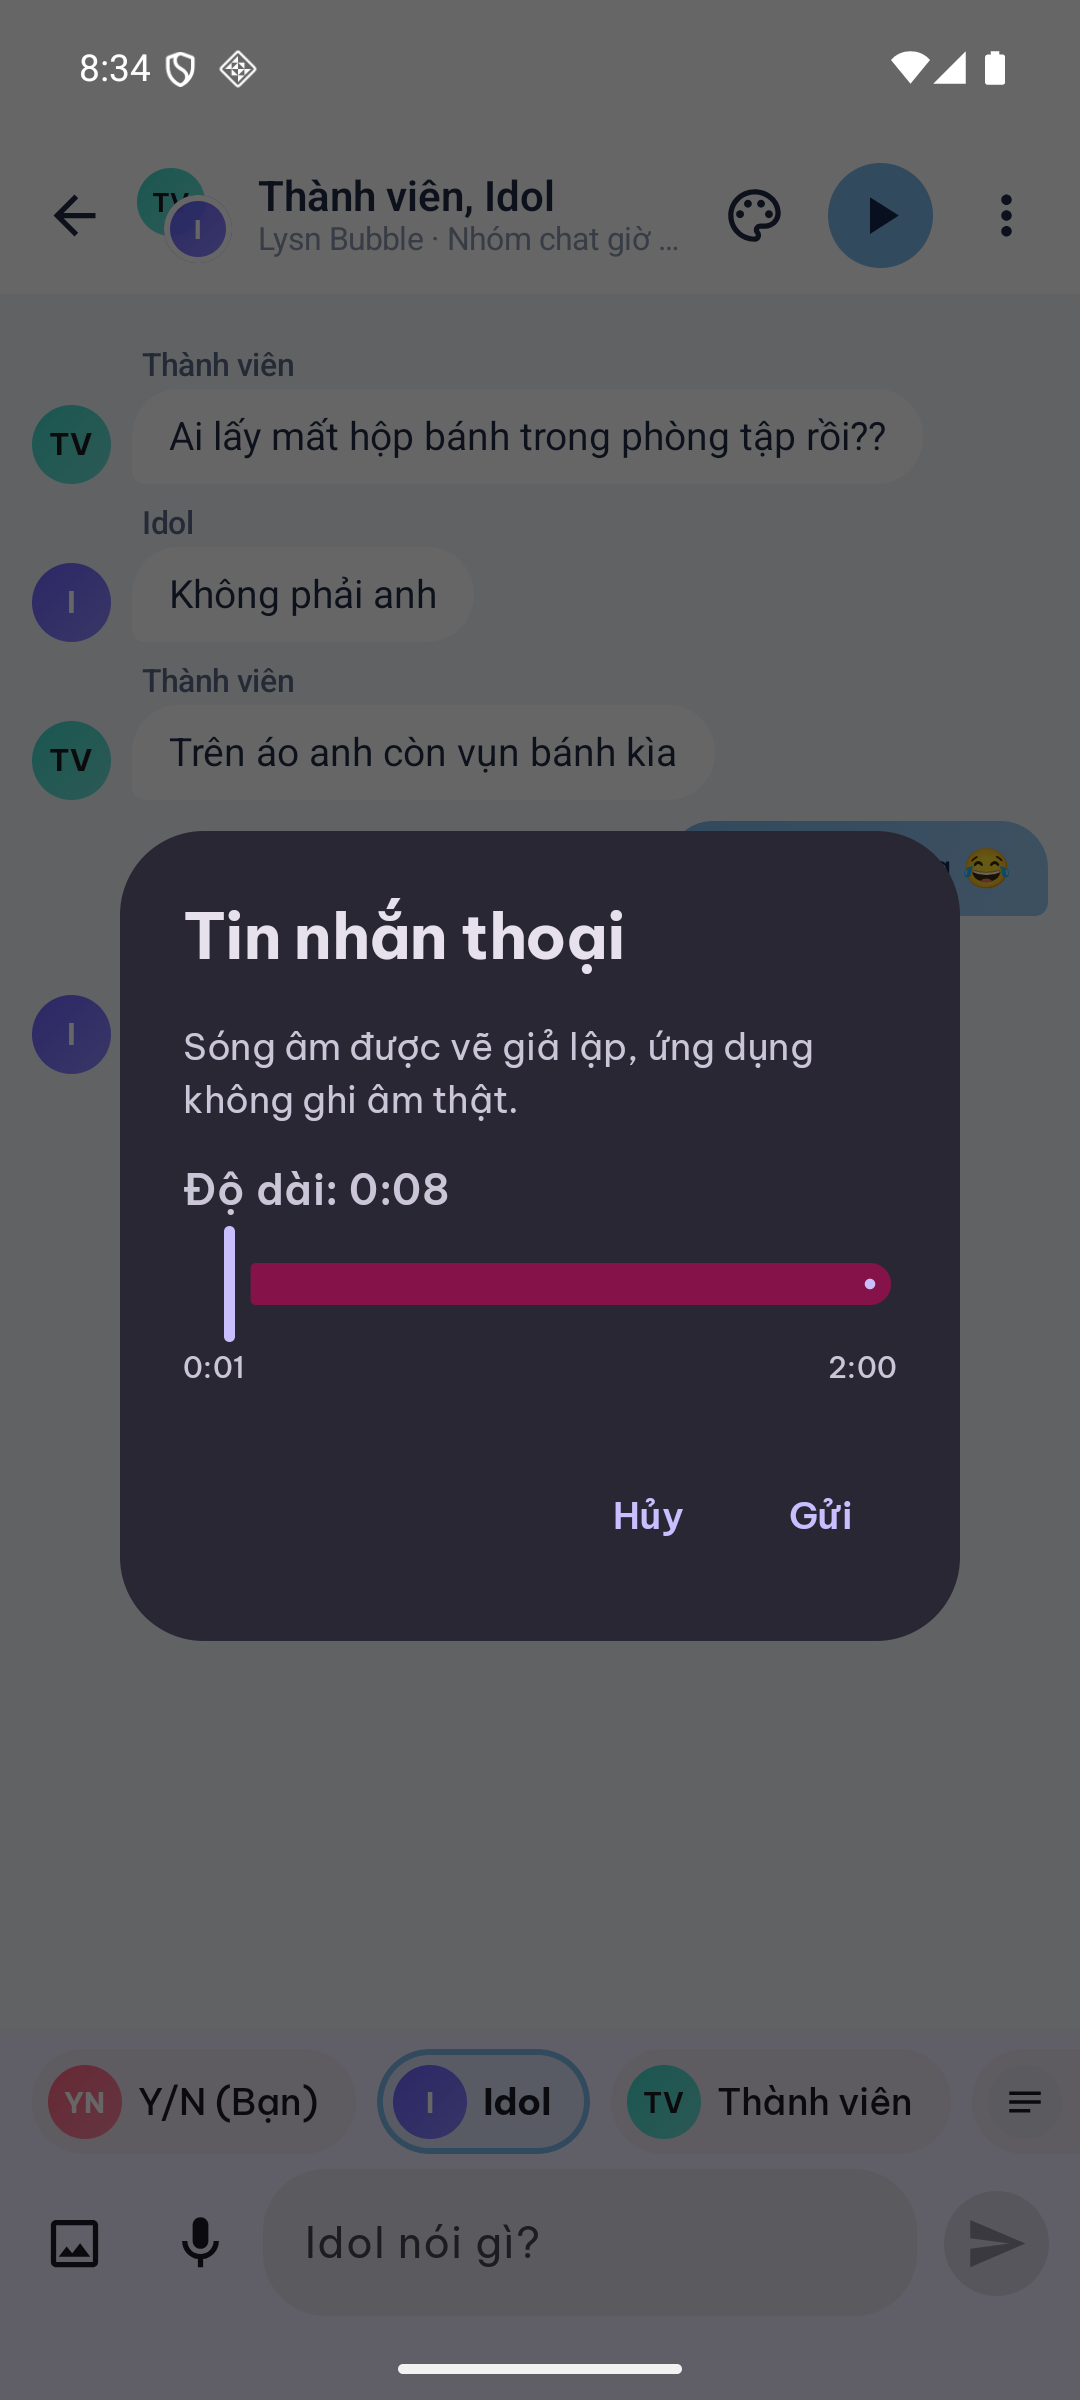 8:34
TV
I
Thành viên, Idol
Lysn Bubble · Nhóm chat giờ ...
Thành viên
TV
Ai lấy mất hộp bánh trong phòng tập rồi??
Idol
I
Không phải anh
Thành viên
TV
Trên áo anh còn vụn bánh kìa
😂
I
Tin nhắn thoại
Sóng âm được vẽ giả lập, ứng dụng
không ghi âm thật.
Độ dài: 0:08
0:01
2:00
Hủy
Gửi
YN
Y/N (Bạn)
I
Idol
TV
Thành viên
Idol nói gì?